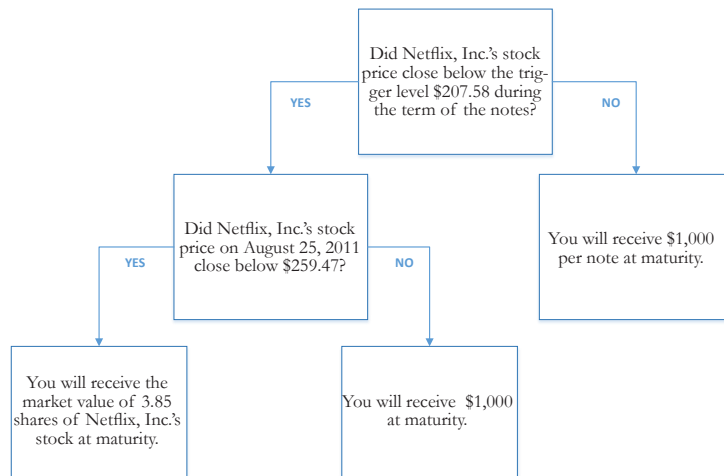 Did Netflix, Inc.'s stock
price close below the trig-
ger level $207.58 during
the term of the notes?
YES
NO
Did Netflix, Inc.'s stock
price on August 25, 2011
close below $259.47?
You will receive $1,000
per note at maturity.
YES
NO
You will receive the
market value of 3.85
shares of Netflix, Inc.'s
stock at maturity.
You will receive $1,000
at maturity.